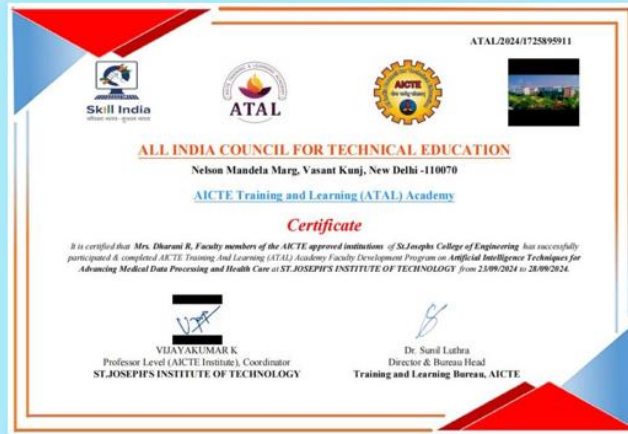 ATAL/2024/1725895911
Skill India
कौशल भारत - कुशल भारत
ATAL
AICTE
ALL INDIA COUNCIL FOR TECHNICAL EDUCATION
Nelson Mandela Marg, Vasant Kunj, New Delhi -110070
AICTE Training and Learning (ATAL) Academy
Certificate
It is certified that Mrs. Dharani R, Faculty members of the AICTE approved institutions of St.Josephs College of Engineering has successfully
participated & completed AICTE Training And Learning (ATAL) Academy Faculty Development Program on Artificial Intelligence Techniques for
Advancing Medical Data Processing and Health Care at ST.JOSEPH'S INSTITUTE OF TECHNOLOGY from 23/09/2024 to 28/09/2024.
VIJAYAKUMAR K
Professor Level (AICTE Institute), Coordinator
ST.JOSEPH'S INSTITUTE OF TECHNOLOGY
Dr. Sunil Luthra
Director & Bureau Head
Training and Learning Bureau, AICTE